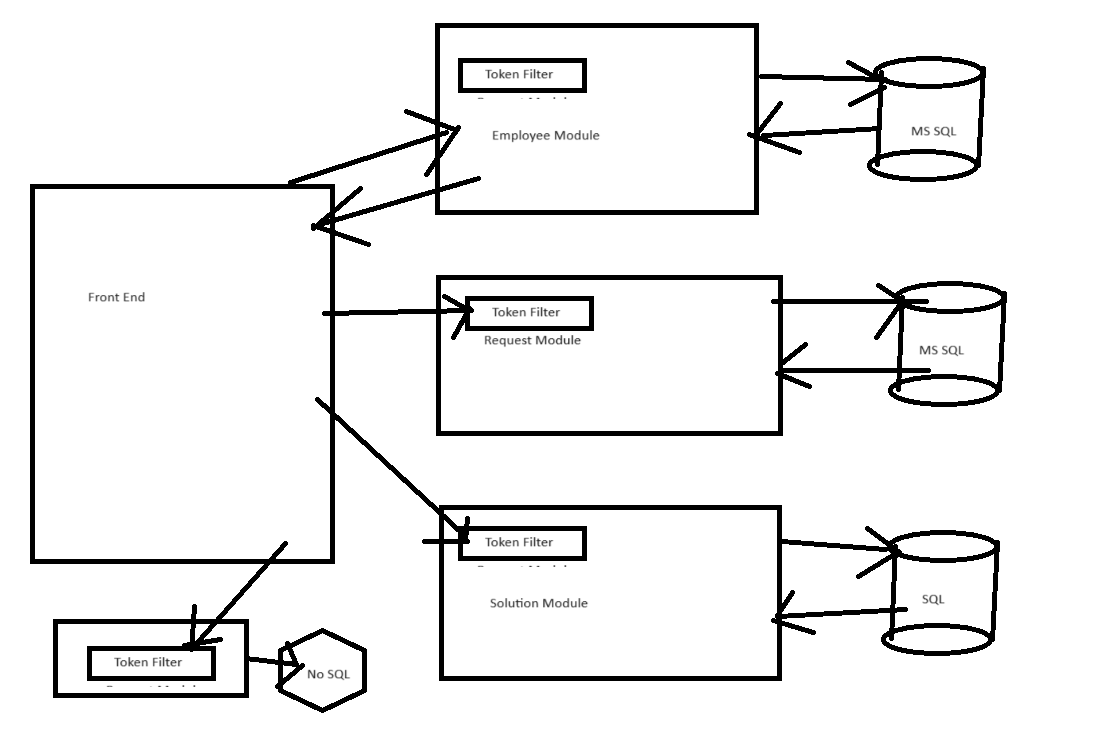 Token Filter
Employee Module
MS SQL
Front End
Token Filter
Request Module
MS SQL
Token Filter
Solution Module
SQL
Token Filter
No SQL